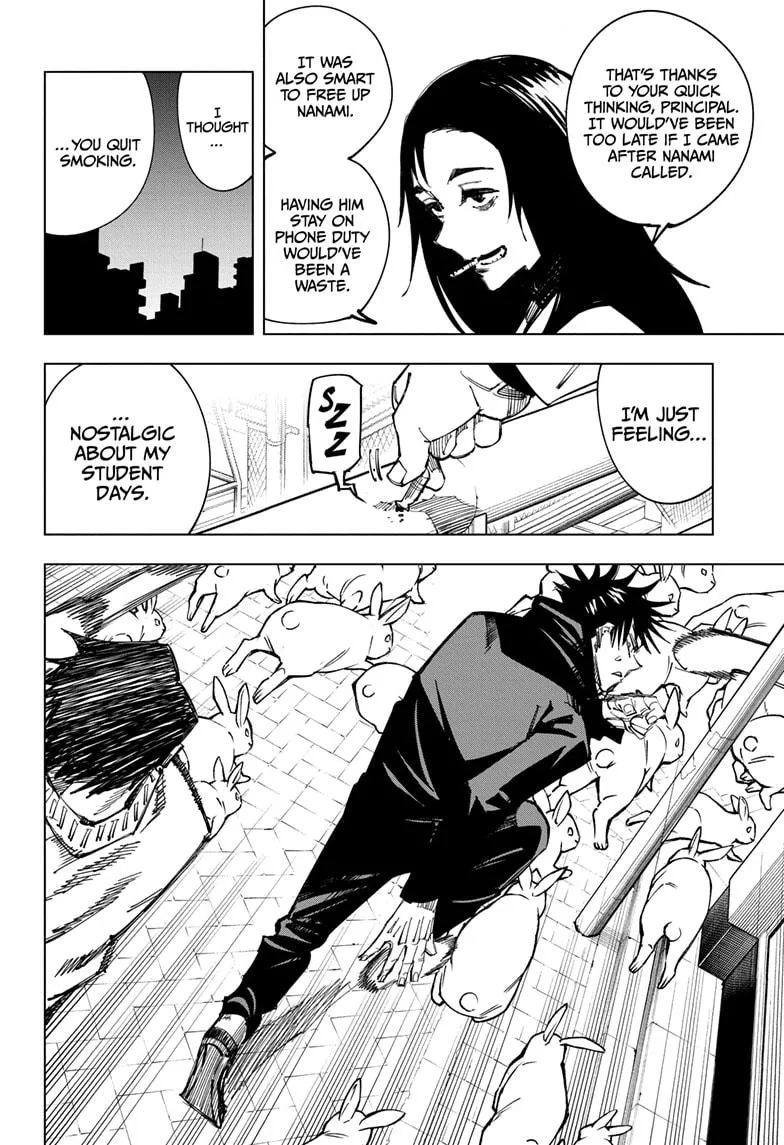 THAT'S THANKS
TO YOUR QUICK
THINKING, PRINCIPAL.
IT WOULD'VE BEEN
TOO LATE IF I CAME
AFTER NANAMI
CALLED.
IT WAS
ALSO SMART
TO FREE UP
NANAMI.
HAVING HIM
STAY ON
PHONE DUTY
WOULD'VE
BEEN A
WASTE.
I
THOUGHT
...
...YOU QUIT
SMOKING.
I'M JUST
FEELING...
SZZ
...
NOSTALGIC
ABOUT MY
STUDENT
DAYS.